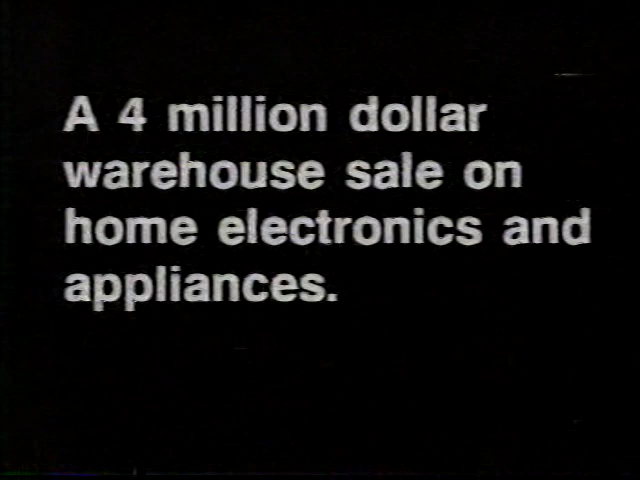 A 4 million dollar
warehouse sale on
home electronics and
appliances.